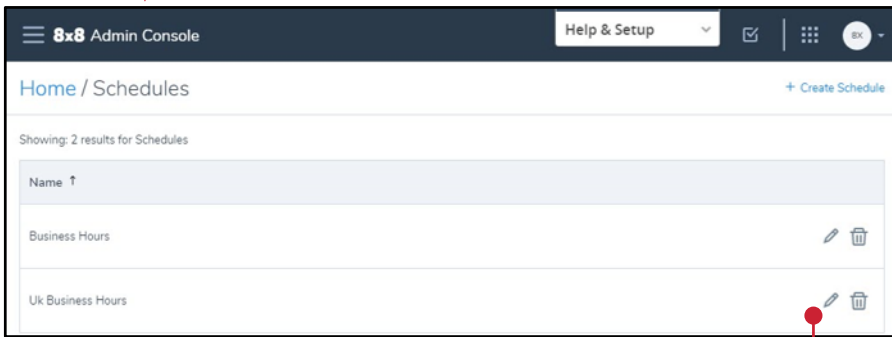 8x8 Admin Console
Help & Setup
8X
Home / Schedules
+ Create Schedule
Showing: 2 results for Schedules
Name ↑
Business Hours
Uk Business Hours